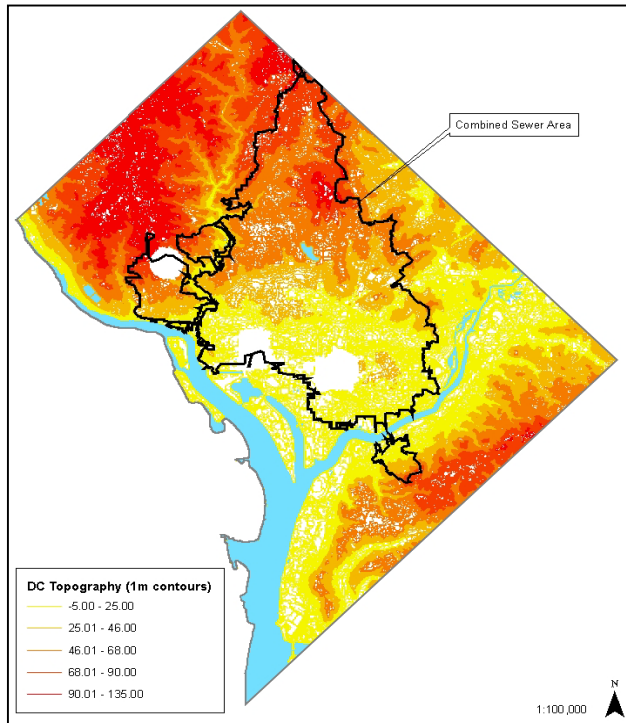 Combined Sewer Area
DC Topography (1m contours)
-5.00 - 25.00
25.01 - 46.00
46.01 - 68.00
68.01 - 90.00
90.01 - 135.00
N
1:100,000